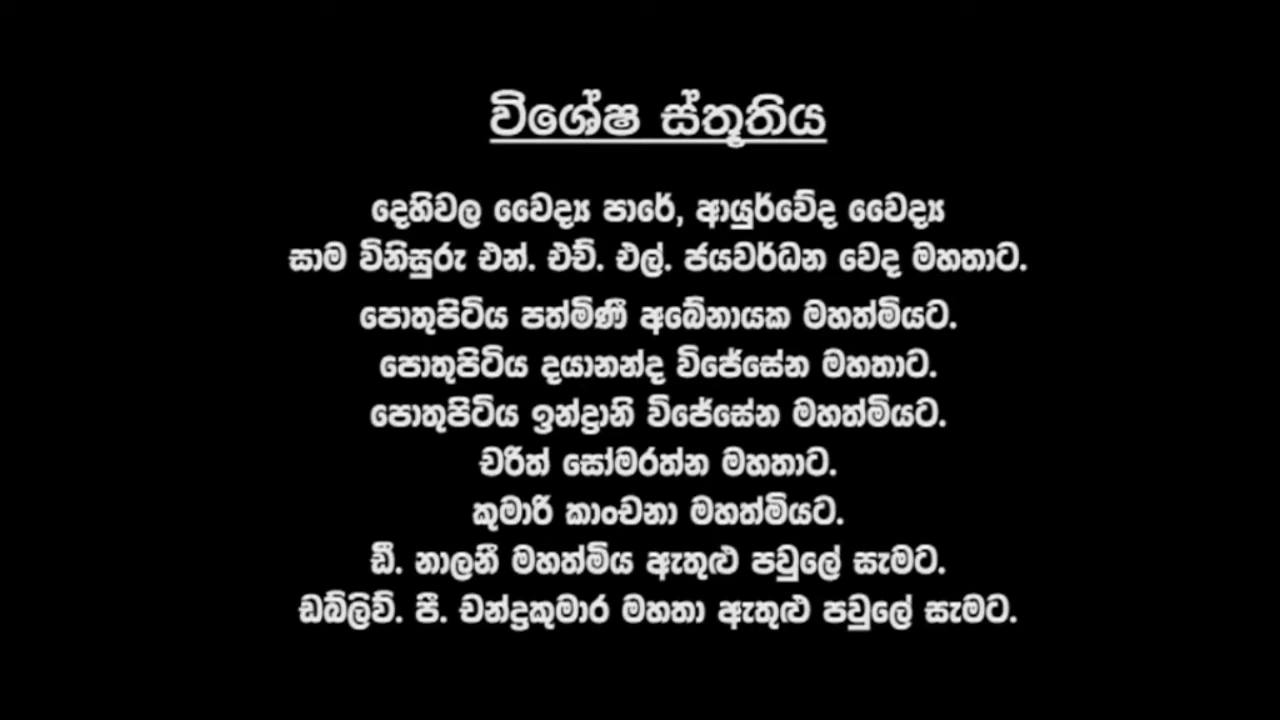 විශේෂ ස්තූතිය
දෙහිවල වෛද්‍ය පාරේ, ආයුර්වේද වෛද්‍ය
සාම විනිසුරු එන්. එච්. එල්. ජයවර්ධන වෙද මහතාට.
පොතුපිටිය පත්මිණී අබේනායක මහත්මියට.
පොතුපිටිය දයානන්ද විජේසේන මහතාට.
පොතුපිටිය ඉන්ද්‍රානි විජේසේන මහත්මියට.
චරිත් සෝමරත්න මහතාට.
කුමාරී කාංචනා මහත්මියට.
ඩී. නාලනී මහත්මිය ඇතුළු පවුලේ සැමට.
ඩබ්ලිව්. පී. චන්ද්‍රකුමාර මහතා ඇතුළු පවුලේ සැමට.